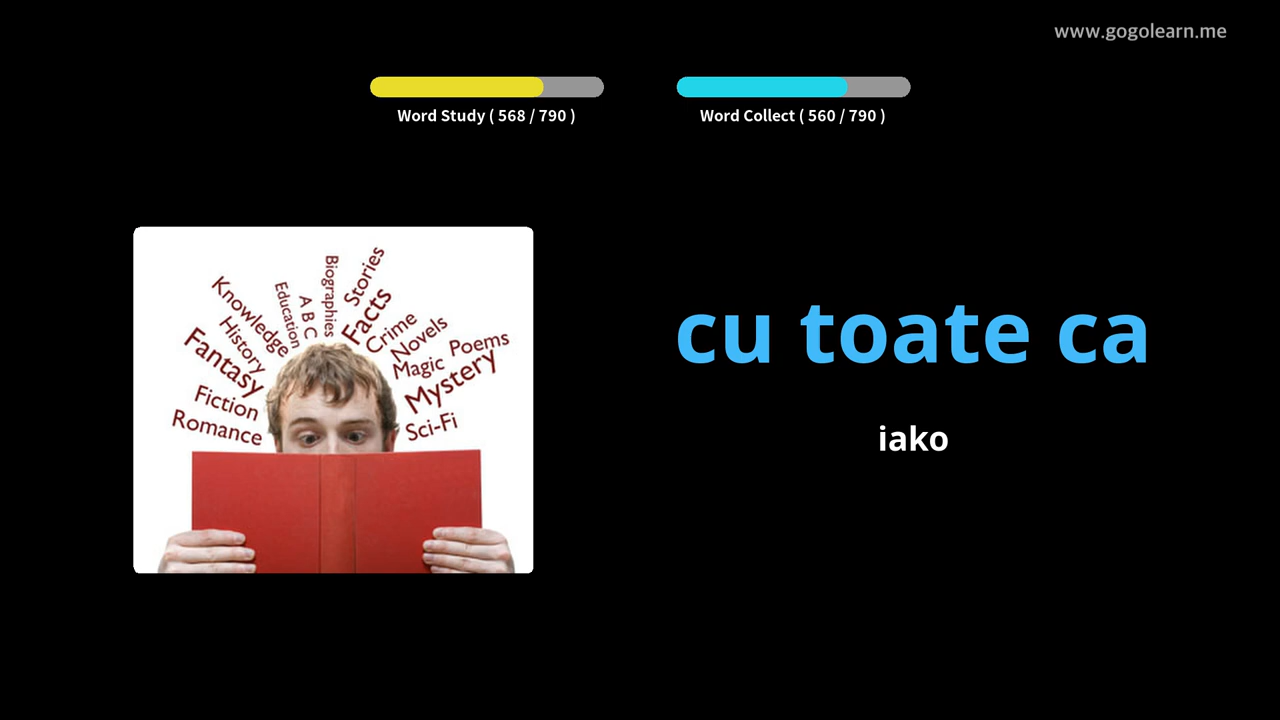 www.gogolearn.me
Word Study ( 568 / 790 )
Word Collect ( 560 / 790 )
Biographies
Stories
Education
A B C
Facts
Knowledge
History
Crime
Novels
Poems
Fantasy
Magic
Mystery
Fiction
Romance
Sci-Fi
cu toate ca
iako